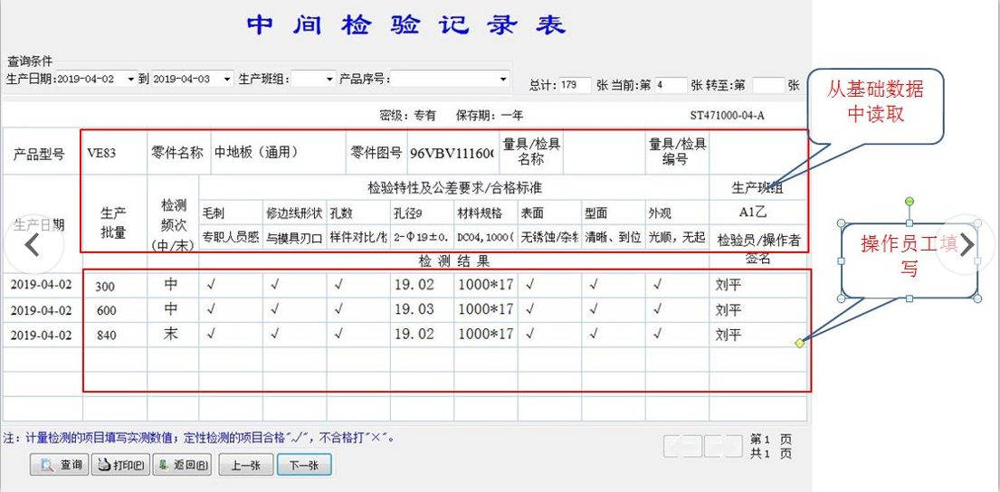 中间检验记录表
查询条件
生产日期:2019-04-02 到 2019-04-03 生产班组: 产品序号: 总计: 179 张 当前:第 4 张 转至:第 张
密级：专有 保存期：一年 ST471000-04-A
产品型号 VE83 零件名称 中地板（通用） 零件图号 96VBV11160 量具/检具名称 量具/检具编号
生产日期 生产批量 检测频次(中/末) 检验特性及公差要求/合格标准 生产班组
毛刺 修边线形状 孔数 孔径9 材料规格 表面 型面 外观 A1乙
专职人员感 与模具刃口 样件对比/ 2-Φ19±0. DC04,1000( 无锈蚀/杂 清晰、到位 光顺，无起 检验员/操作者签名
检 测 结 果
2019-04-02 300 中 √ √ √ 19.02 1000*17 √ √ √ 刘平
2019-04-02 600 中 √ √ √ 19.03 1000*17 √ √ √ 刘平
2019-04-02 840 末 √ √ √ 19.02 1000*17 √ √ √ 刘平
注：计量检测的项目填写实测数值；定性检测的项目合格"√"，不合格打"×"。
查询 打印(P) 返回(B) 上一张 下一张
第 1 页
共 1 页
从基础数据
中读取
操作员工填
写